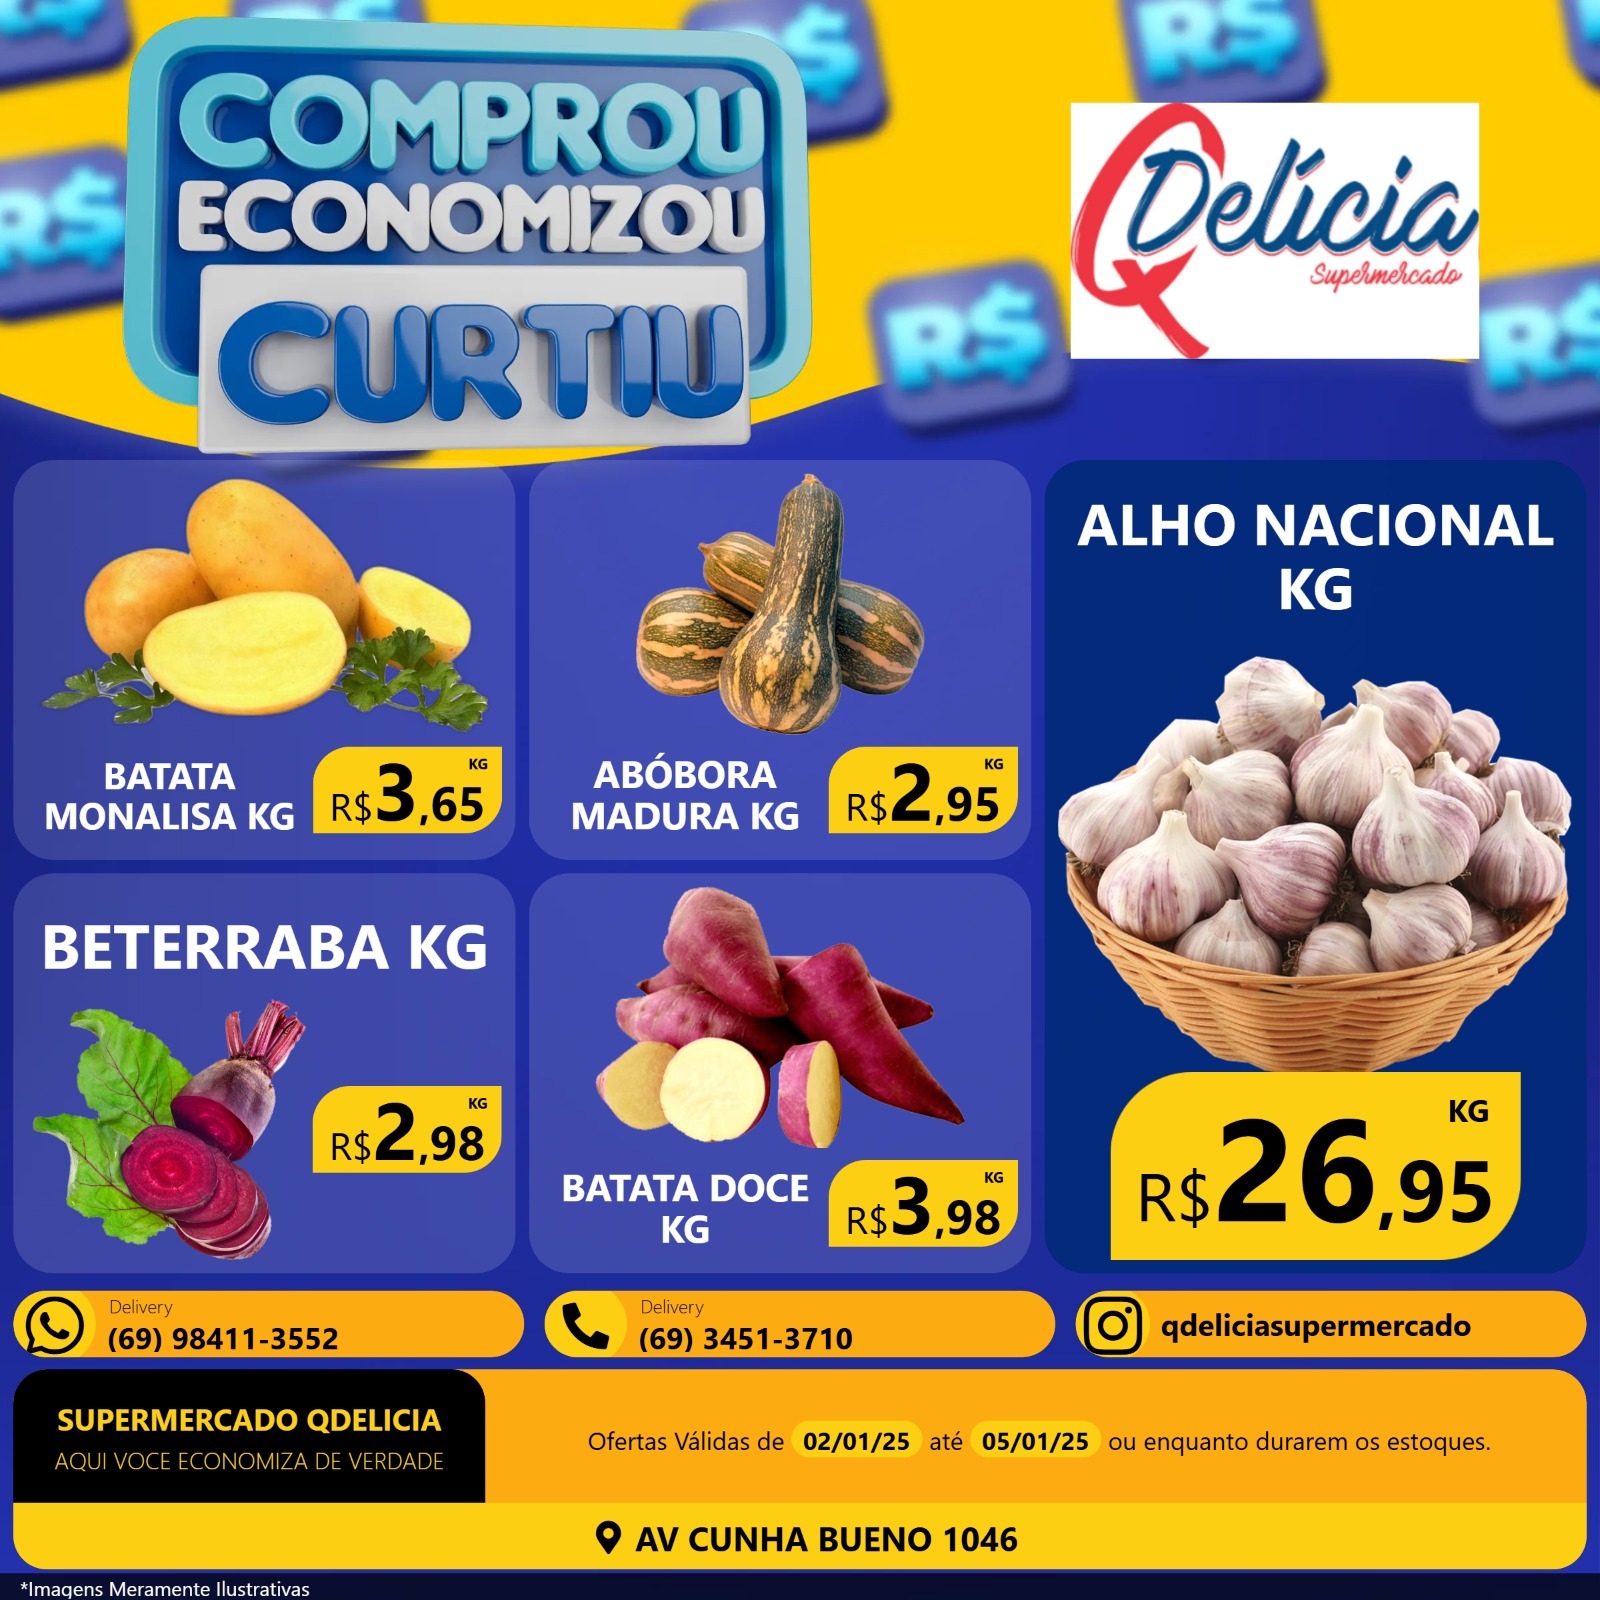 COMPROU
ECONOMIZOU
CURTIU
QDelícia
Supermercado
R$
R$
R$
R$
R$
R$
BATATA
MONALISA KG
KG
R$3,65
ABÓBORA
MADURA KG
KG
R$2,95
ALHO NACIONAL
KG
KG
R$26,95
BETERRABA KG
KG
R$2,98
BATATA DOCE
KG
KG
R$3,98
Delivery
(69) 98411-3552
Delivery
(69) 3451-3710
qdeliciasupermercado
SUPERMERCADO QDELICIA
AQUI VOCE ECONOMIZA DE VERDADE
Ofertas Válidas de 02/01/25 até 05/01/25 ou enquanto durarem os estoques.
AV CUNHA BUENO 1046
*Imagens Meramente Ilustrativas